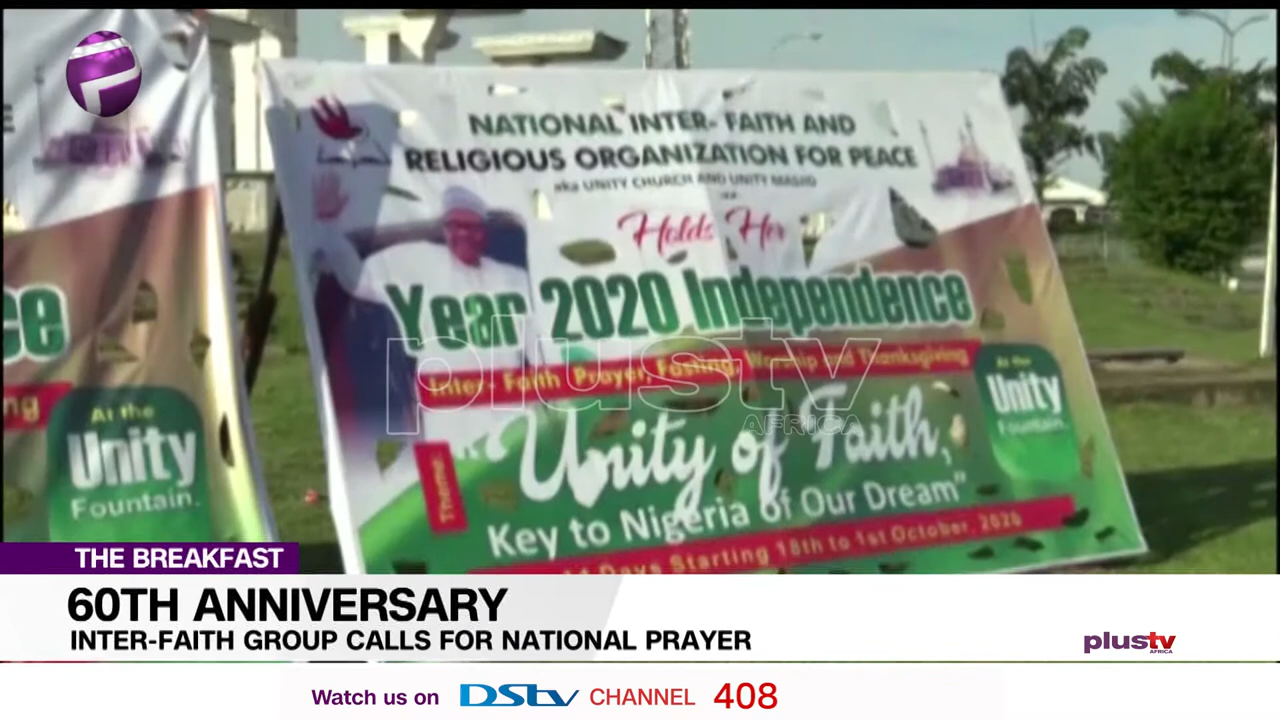 NATIONAL INTER- FAITH AND
RELIGIOUS ORGANIZATION FOR PEACE
aka UNITY CHURCH AND UNITY MASJID
Holds Her
Year 2020 Independence
Inter- Faith Prayer, Fasting, Worship and Thanksgiving
Theme
"Unity of Faith,
Key to Nigeria of Our Dream"
14 Days Starting 18th to 1st October, 2020
At the
Unity
Fountain.
At the
Unity
Fountain.
plustv
AFRICA
THE BREAKFAST
60TH ANNIVERSARY
INTER-FAITH GROUP CALLS FOR NATIONAL PRAYER
plustv
AFRICA
Watch us on DStv CHANNEL 408